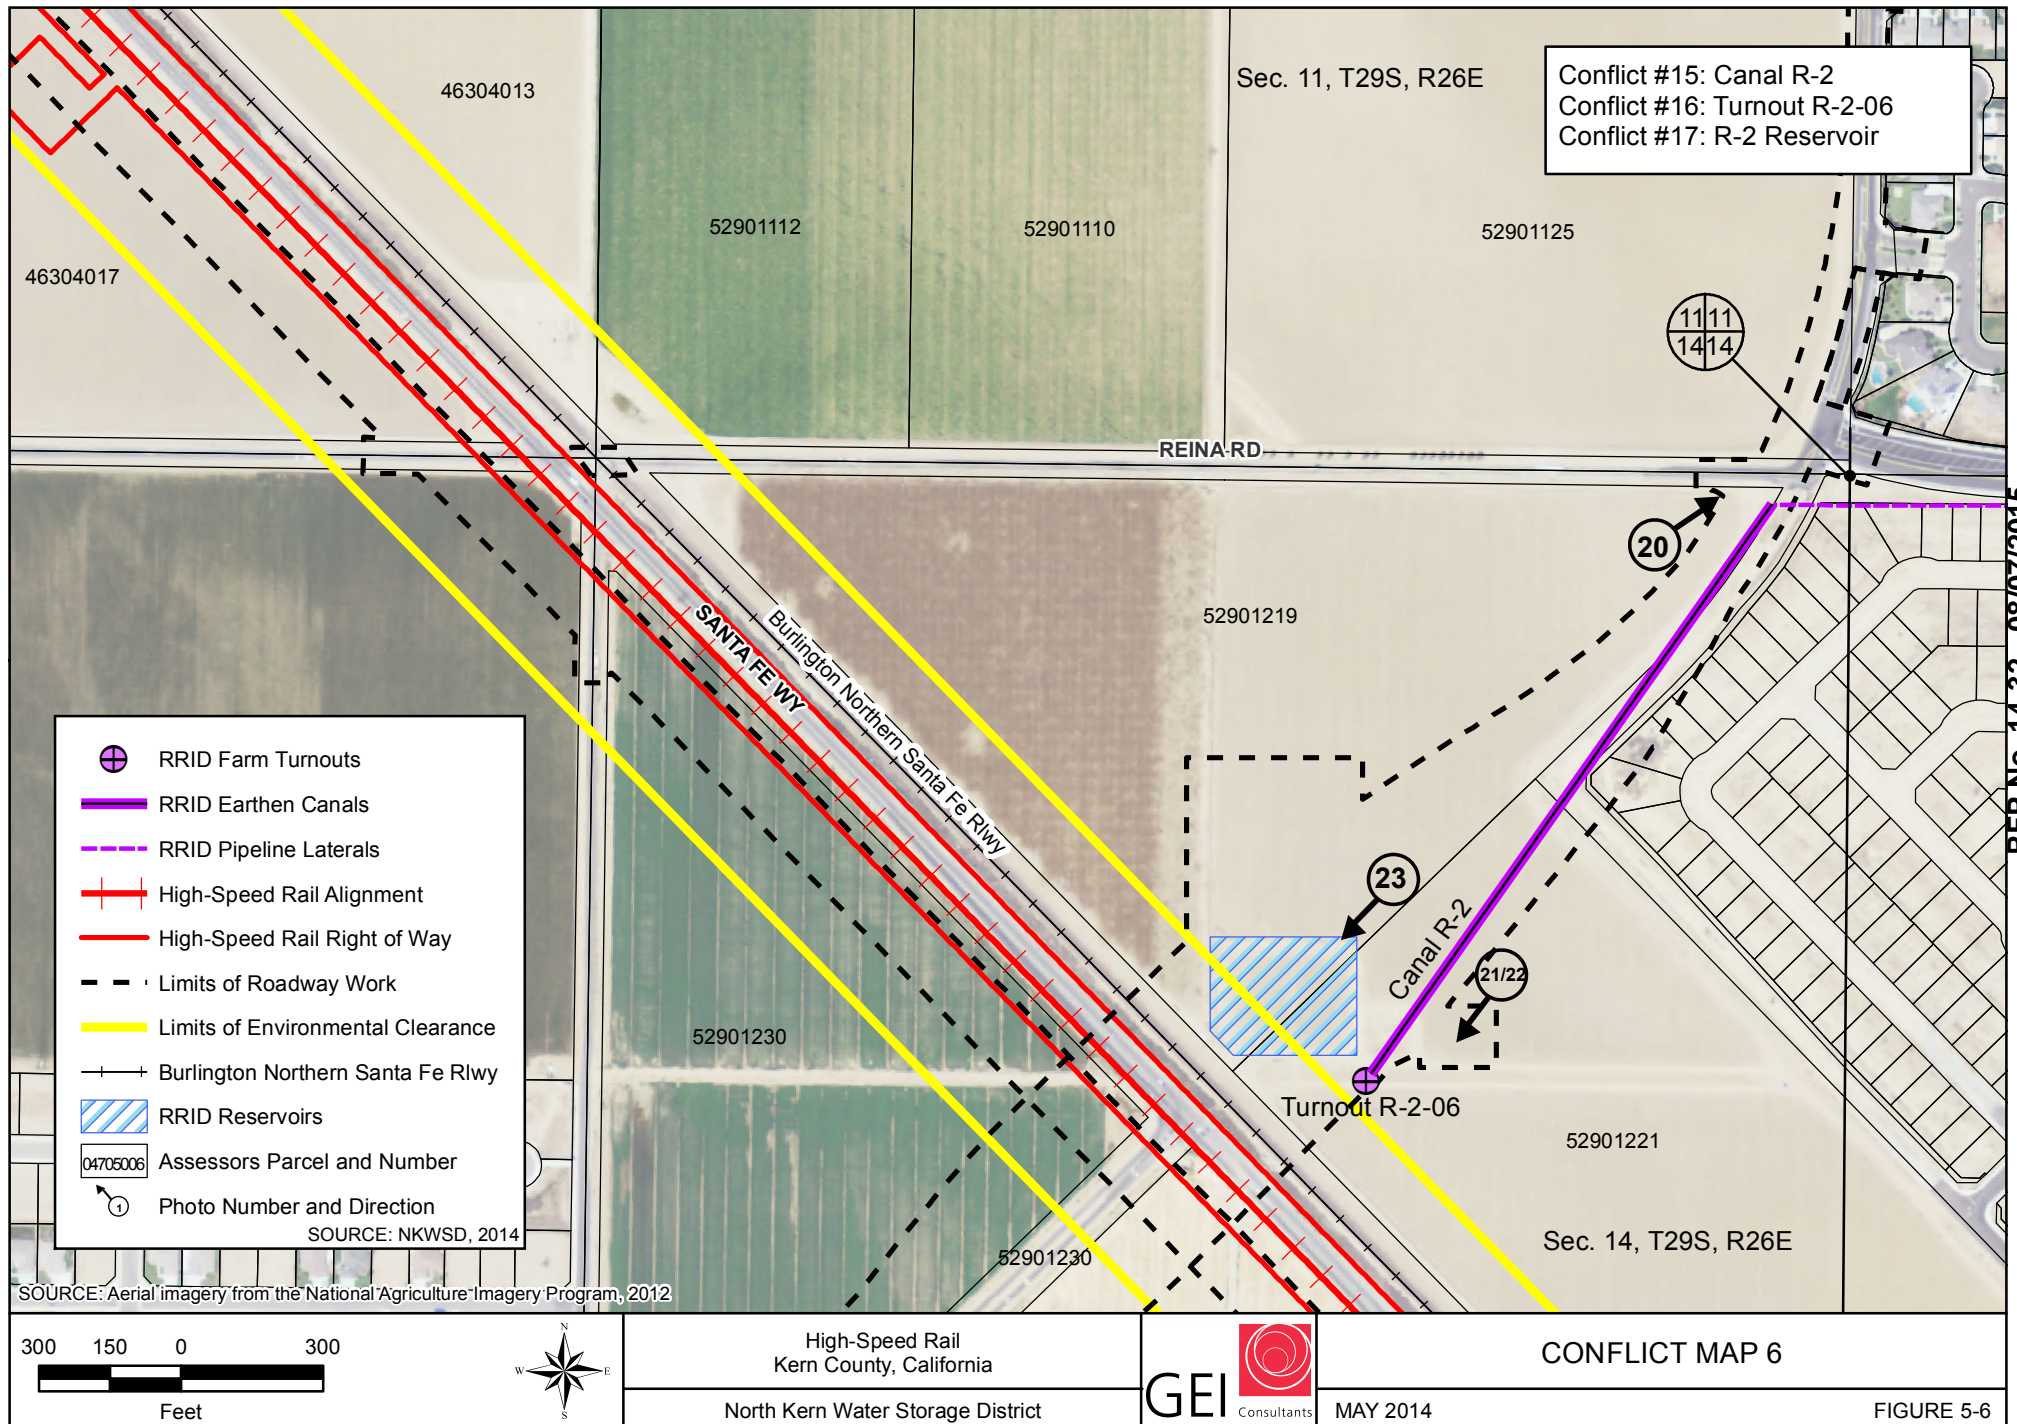 46304013
Sec. 11, T29S, R26E
Conflict #15: Canal R-2
Conflict #16: Turnout R-2-06
Conflict #17: R-2 Reservoir
46304017
52901112
52901110
52901125
11 11
14 14
REINA RD
20
52901219
SANTA FE WY
Burlington Northern Santa Fe Rlwy
23
Canal R-2
21/22
52901230
Turnout R-2-06
52901221
Sec. 14, T29S, R26E
52901230
RRID Farm Turnouts
RRID Earthen Canals
RRID Pipeline Laterals
High-Speed Rail Alignment
High-Speed Rail Right of Way
Limits of Roadway Work
Limits of Environmental Clearance
Burlington Northern Santa Fe Rlwy
RRID Reservoirs
04705006 Assessors Parcel and Number
1 Photo Number and Direction
SOURCE: NKWSD, 2014
SOURCE: Aerial imagery from the National Agriculture Imagery Program, 2012
300 150 0 300
Feet
N
W E
S
High-Speed Rail
Kern County, California
North Kern Water Storage District
GEI Consultants
CONFLICT MAP 6
MAY 2014
FIGURE 5-6